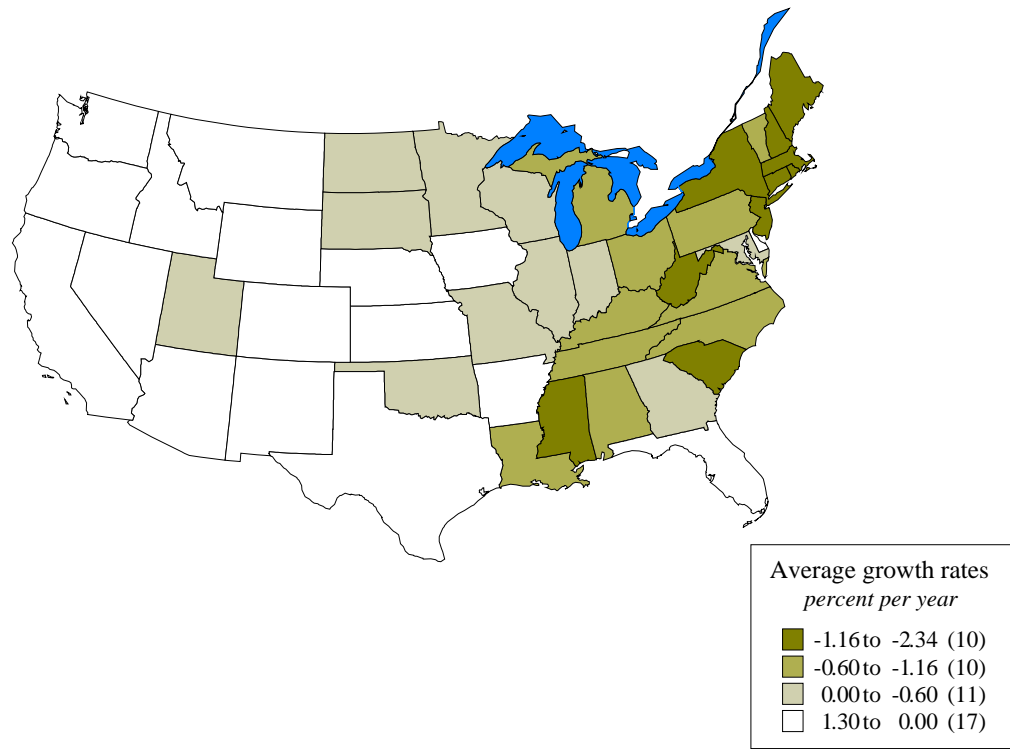 Average growth rates
percent per year
-1.16 to -2.34 (10)
-0.60 to -1.16 (10)
0.00 to -0.60 (11)
1.30 to 0.00 (17)